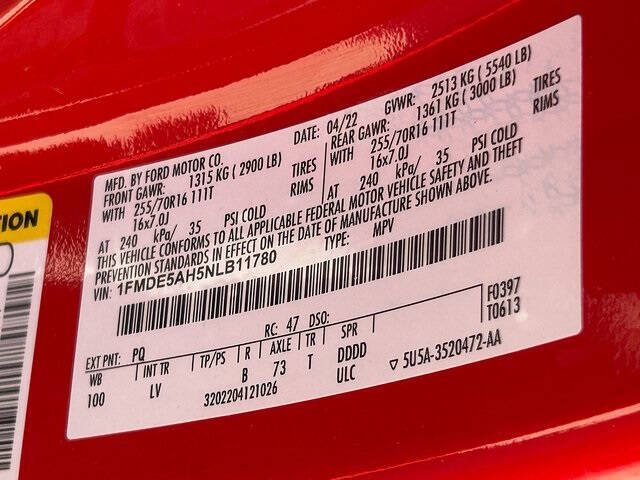 MFD. BY FORD MOTOR CO.
DATE: 04/22
GVWR: 2513 KG ( 5540 LB)
FRONT GAWR: 1315 KG ( 2900 LB)
REAR GAWR: 1361 KG ( 3000 LB)
WITH 255/70R16 111T TIRES
WITH 255/70R16 111T TIRES
16x7.0J RIMS
16x7.0J RIMS
AT 240 kPa/ 35 PSI COLD
AT 240 kPa/ 35 PSI COLD
THIS VEHICLE CONFORMS TO ALL APPLICABLE FEDERAL MOTOR VEHICLE SAFETY AND THEFT
PREVENTION STANDARDS IN EFFECT ON THE DATE OF MANUFACTURE SHOWN ABOVE.
VIN: 1FMDE5AH5NLB11780
TYPE: MPV
F0397
T0613
EXT PNT: PQ RC: 47 DSO:
WB INT TR TP/PS R AXLE TR SPR
100 LV B 73 T DDDD
3202204121026 ULC
▽ 5U5A-3520472-AA
TION